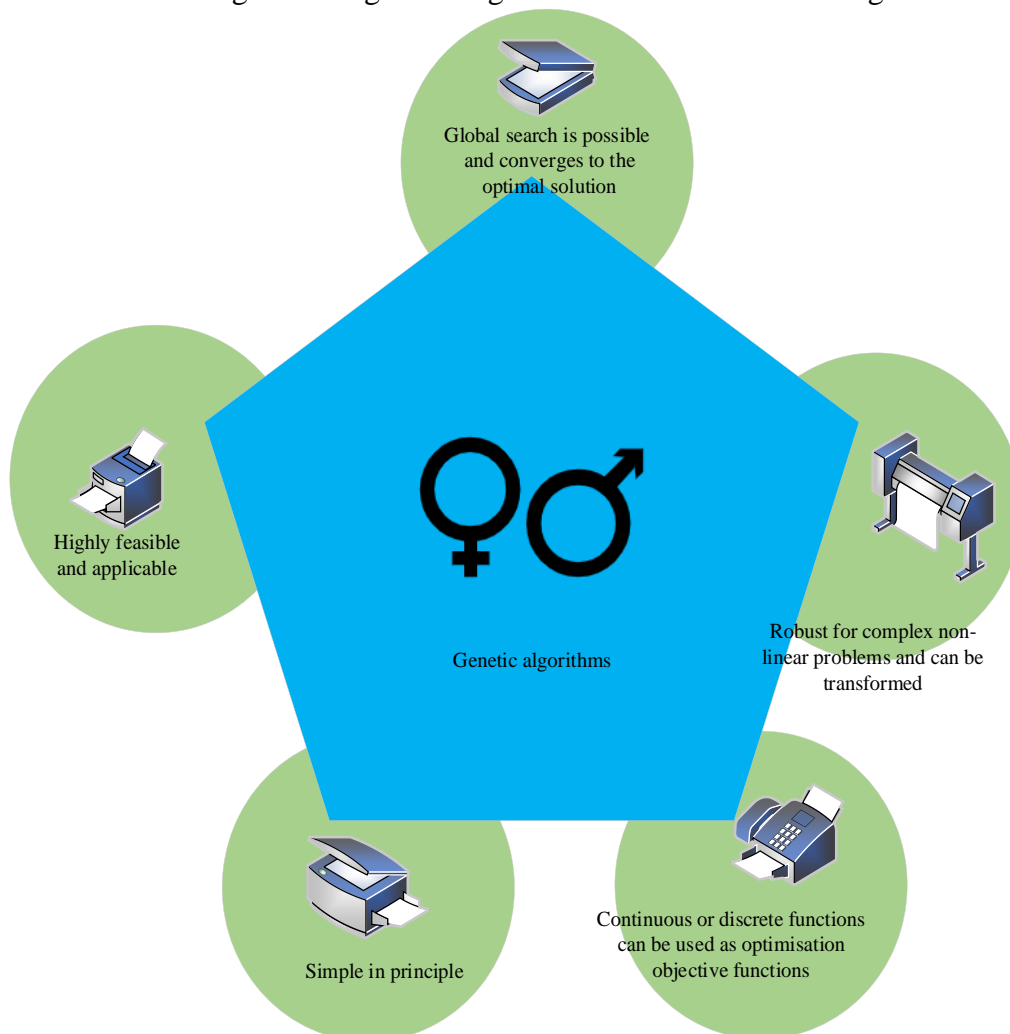 Global search is possible
and converges to the
optimal solution
Highly feasible
and applicable
Genetic algorithms
Robust for complex non-
linear problems and can be
transformed
Simple in principle
Continuous or discrete functions
can be used as optimisation
objective functions